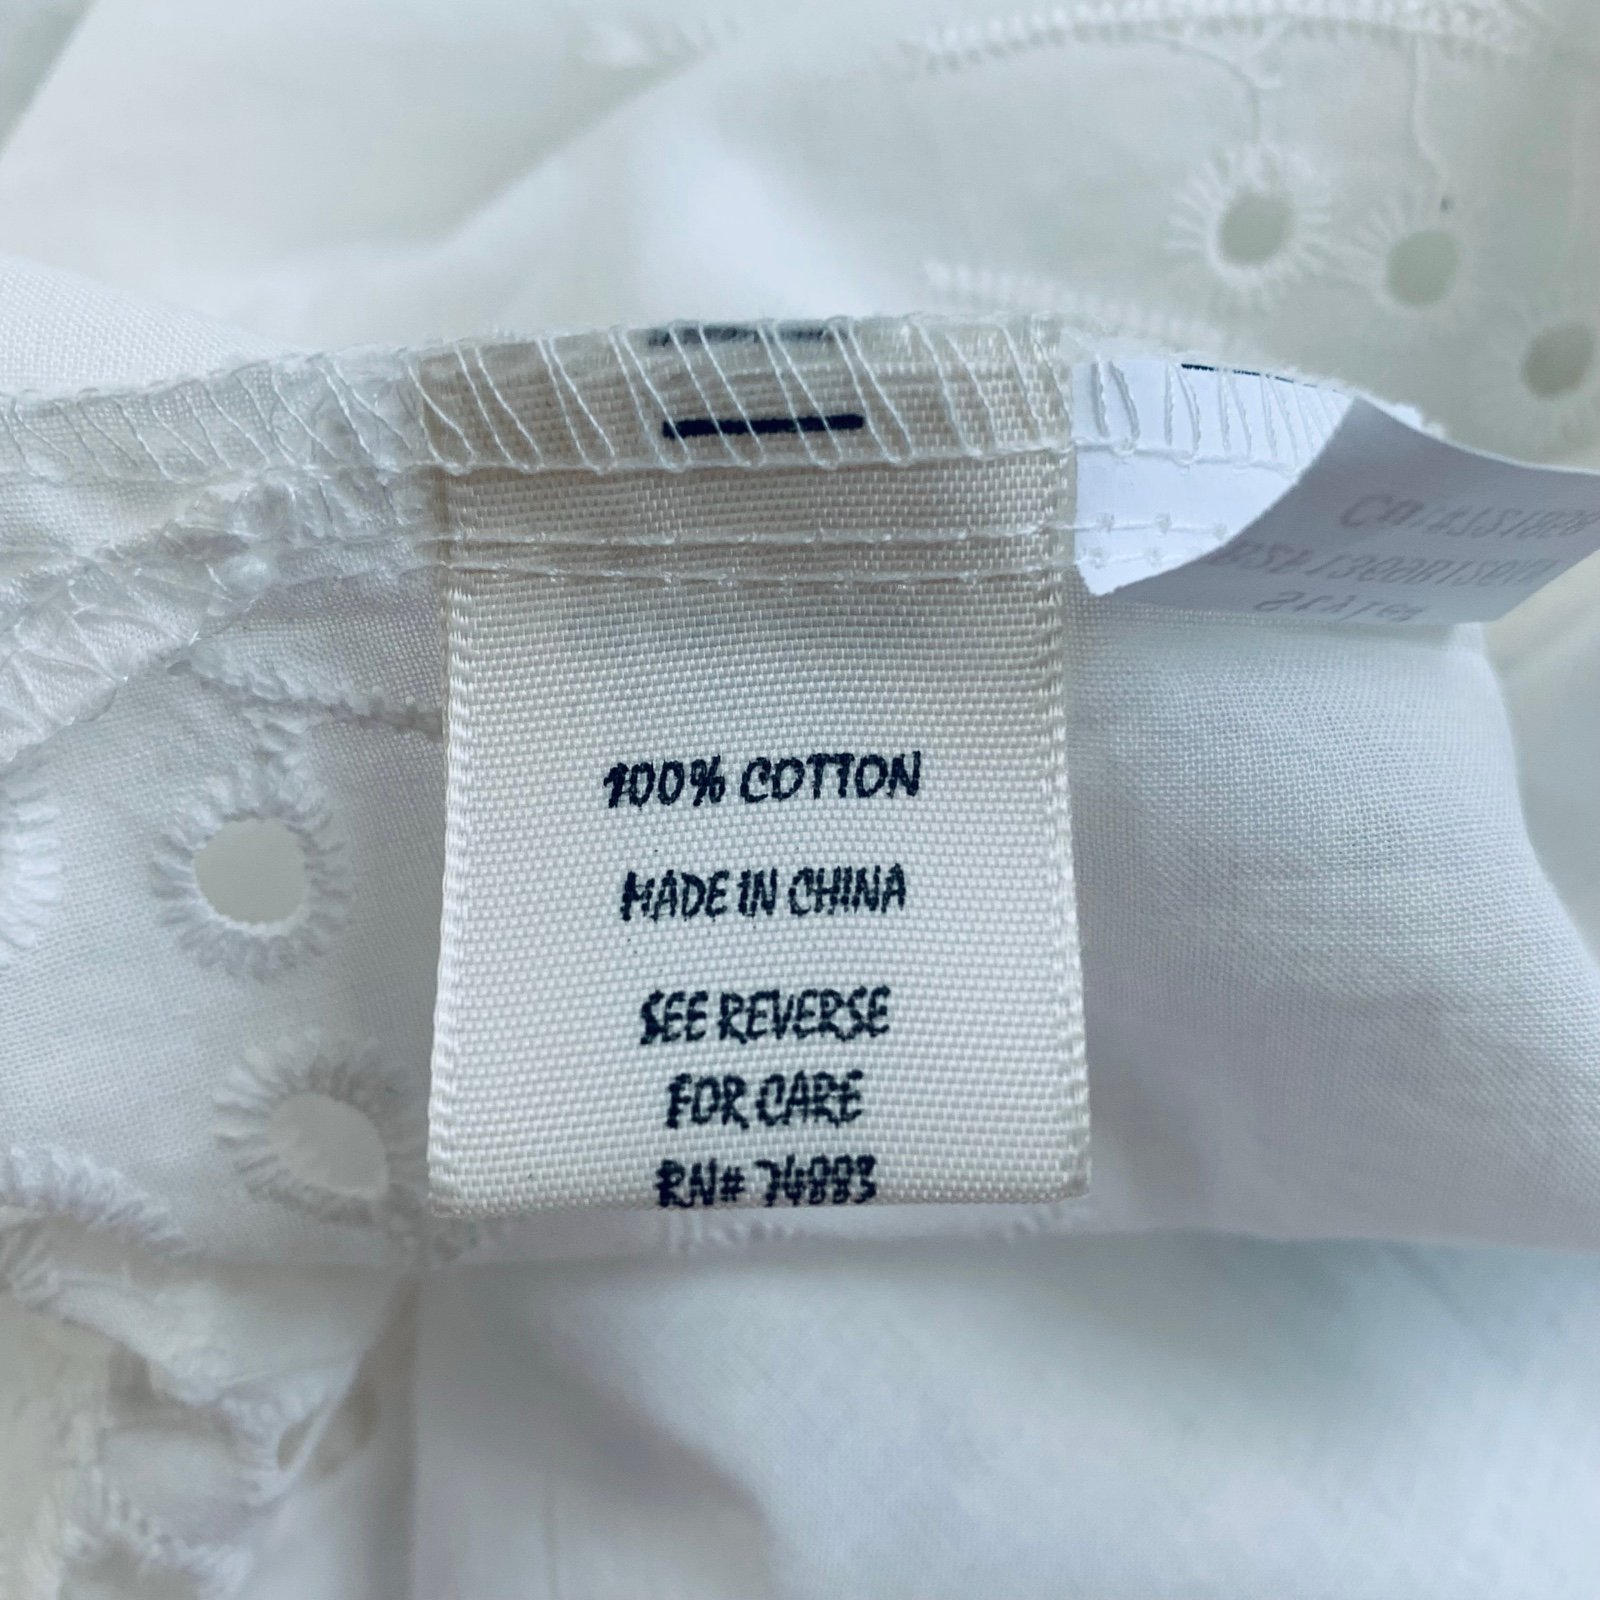 100% COTTON
MADE IN CHINA
SEE REVERSE
FOR CARE
RN# 74883